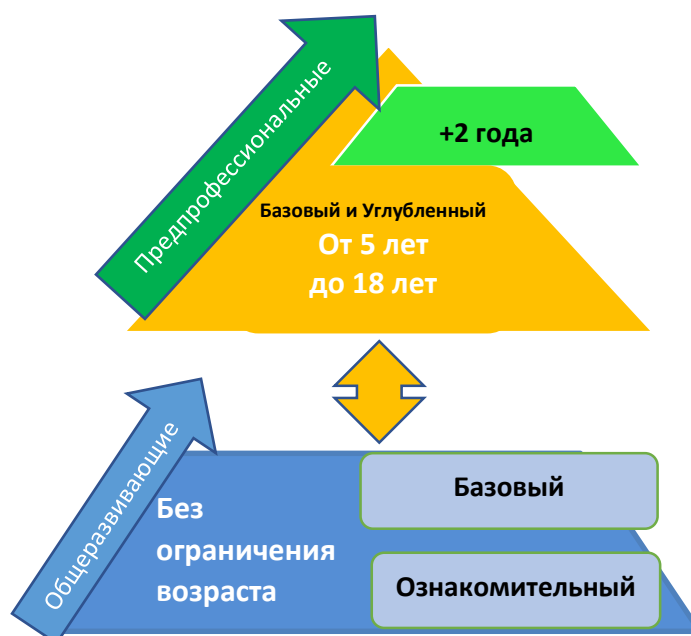 Предпрофессиональные
+2 года
Базовый и Углубленный
От 5 лет
до 18 лет
Общеразвивающие
Без
ограничения
возраста
Базовый
Ознакомительный